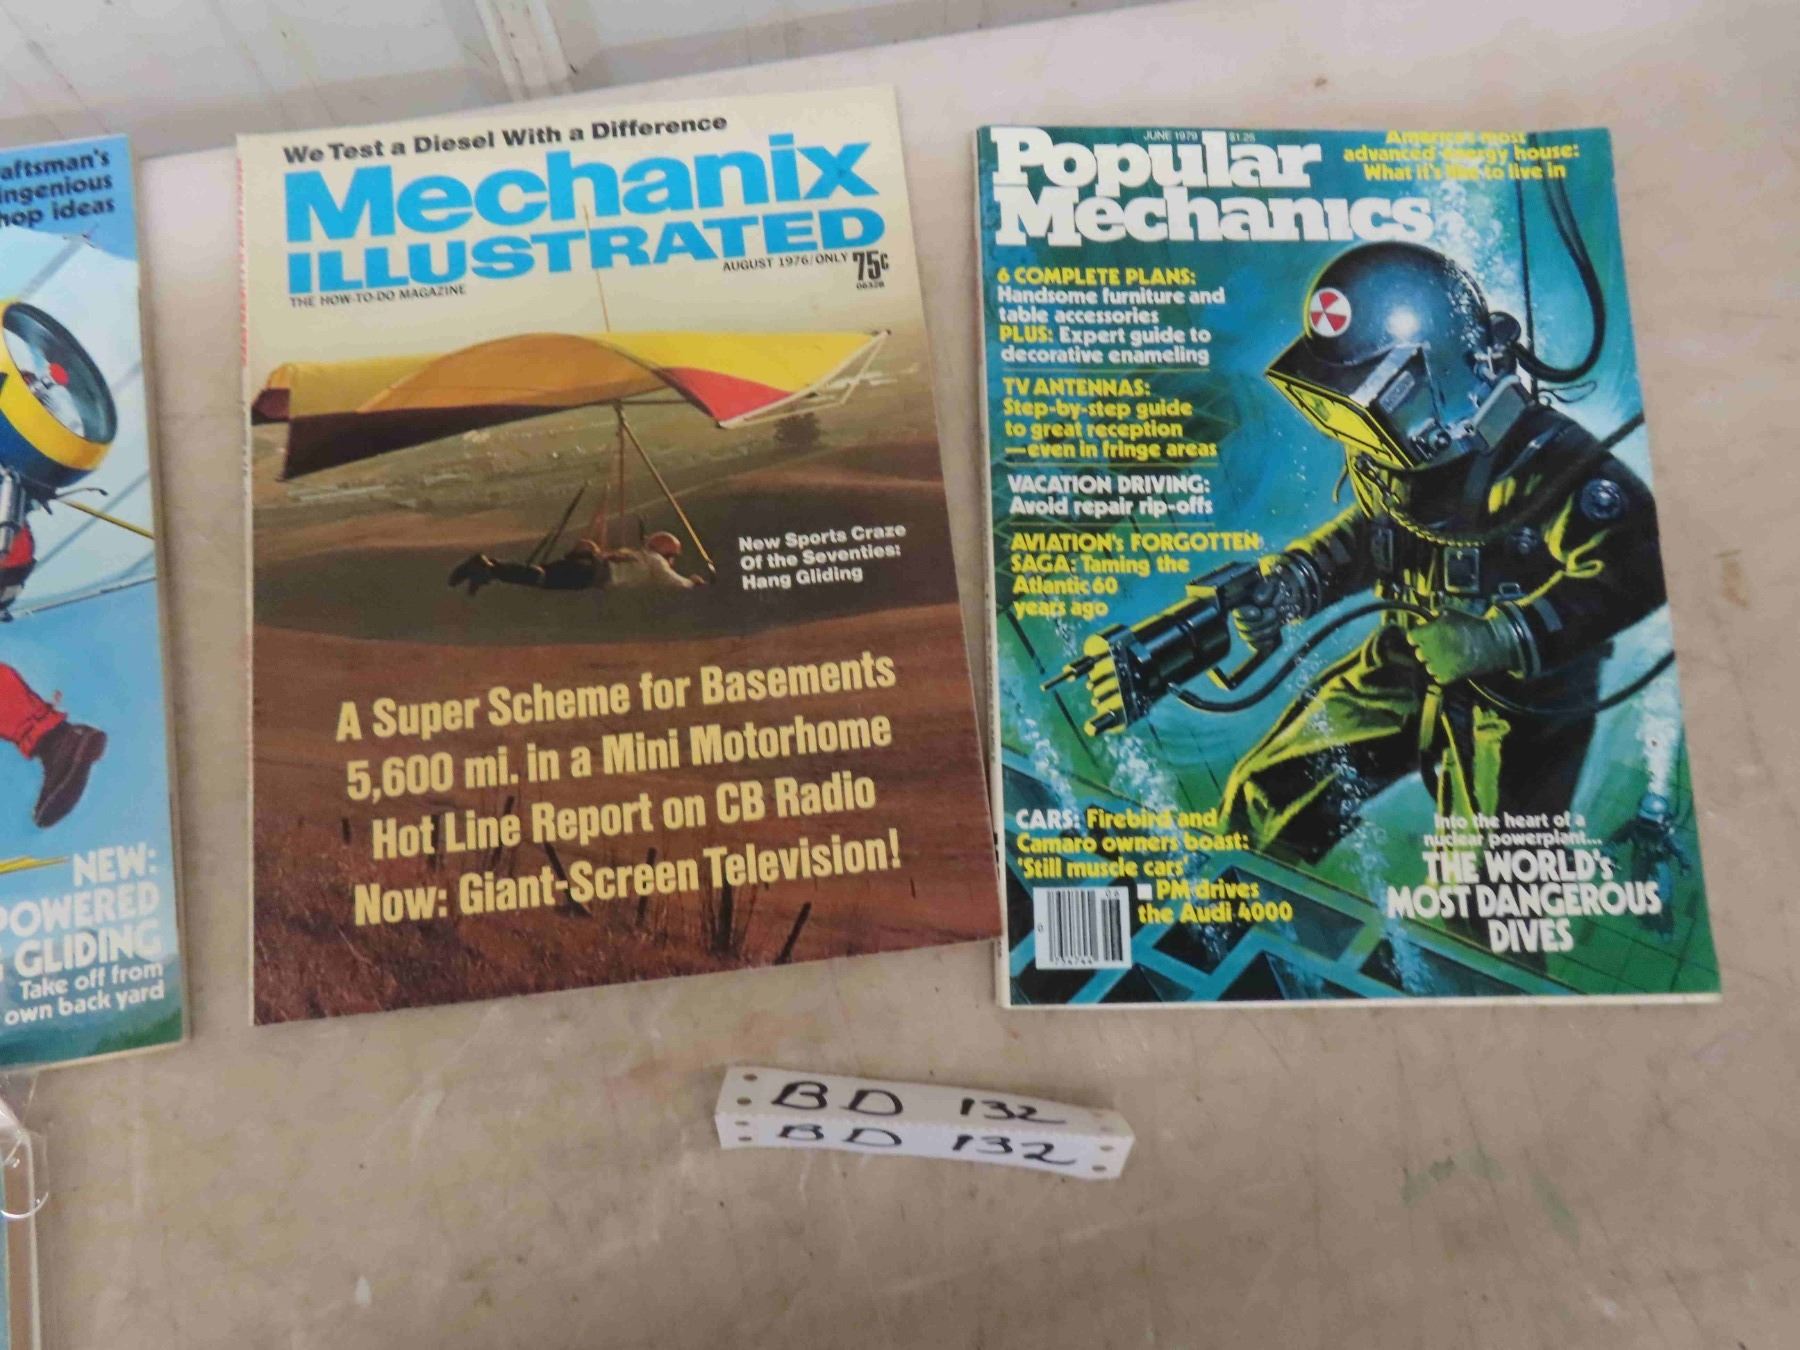 aftsman's
ingenious
hop ideas
NEW:
POWERED
GLIDING
Take off from
own back yard
We Test a Diesel With a Difference
Mechanix
ILLUSTRATED
AUGUST 1976/ONLY 75¢
06328
THE HOW-TO-DO MAGAZINE
New Sports Craze
Of the Seventies:
Hang Gliding
A Super Scheme for Basements
5,600 mi. in a Mini Motorhome
Hot Line Report on CB Radio
Now: Giant-Screen Television!
JUNE 1979 $1.25
Popular
Mechanics
America's most
advanced energy house:
What it's like to live in
6 COMPLETE PLANS:
Handsome furniture and
table accessories
PLUS: Expert guide to
decorative enameling
TV ANTENNAS:
Step-by-step guide
to great reception
—even in fringe areas
VACATION DRIVING:
Avoid repair rip-offs
AVIATION's FORGOTTEN
SAGA: Taming the
Atlantic 60
years ago
CARS: Firebird and
Camaro owners boast:
'Still muscle cars'
■ PM drives
the Audi 4000
Into the heart of a
nuclear powerplant...
THE WORLD's
MOST DANGEROUS
DIVES
BD 132
BD 132